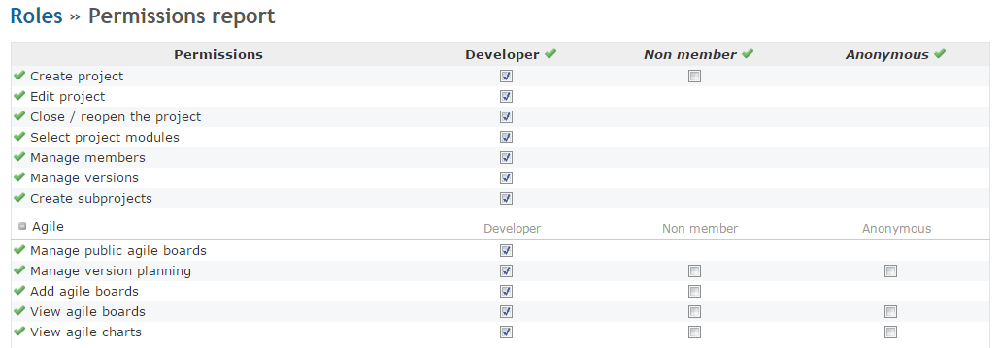 Roles » Permissions report
Permissions Developer Non member Anonymous
Create project
Edit project
Close / reopen the project
Select project modules
Manage members
Manage versions
Create subprojects
Agile Developer Non member Anonymous
Manage public agile boards
Manage version planning
Add agile boards
View agile boards
View agile charts